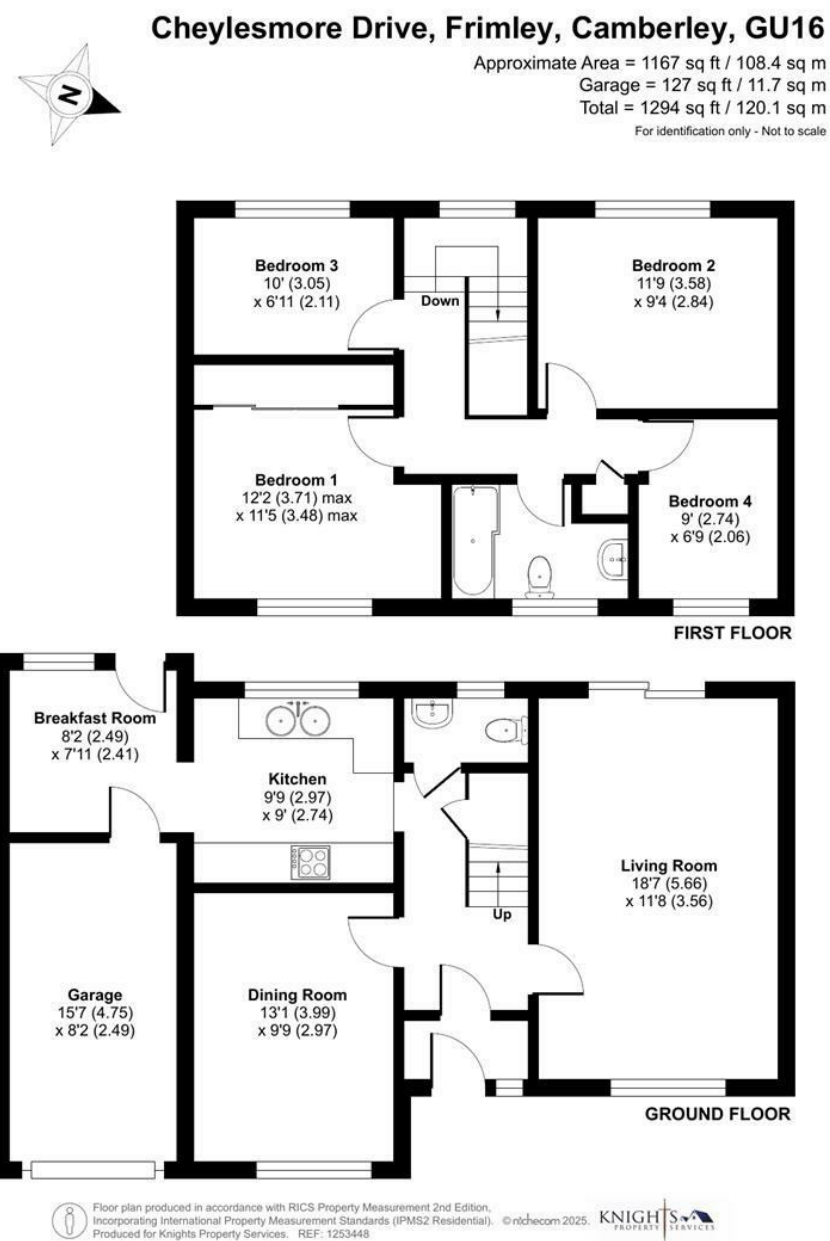 Cheylesmore Drive, Frimley, Camberley, GU16
Approximate Area = 1167 sq ft / 108.4 sq m
Garage = 127 sq ft / 11.7 sq m
Total = 1294 sq ft / 120.1 sq m
For identification only - Not to scale
N
Bedroom 3
10' (3.05)
x 6'11 (2.11)
Down
Bedroom 2
11'9 (3.58)
x 9'4 (2.84)
Bedroom 1
12'2 (3.71) max
x 11'5 (3.48) max
Bedroom 4
9' (2.74)
x 6'9 (2.06)
FIRST FLOOR
Breakfast Room
8'2 (2.49)
x 7'11 (2.41)
Kitchen
9'9 (2.97)
x 9' (2.74)
Living Room
18'7 (5.66)
x 11'8 (3.56)
Up
Garage
15'7 (4.75)
x 8'2 (2.49)
Dining Room
13'1 (3.99)
x 9'9 (2.97)
GROUND FLOOR
Floor plan produced in accordance with RICS Property Measurement 2nd Edition,
Incorporating International Property Measurement Standards (IPMS2 Residential). ©nichecom 2025.
Produced for Knights Property Services. REF: 1253448
KNIGHTS
PROPERTY SERVICES